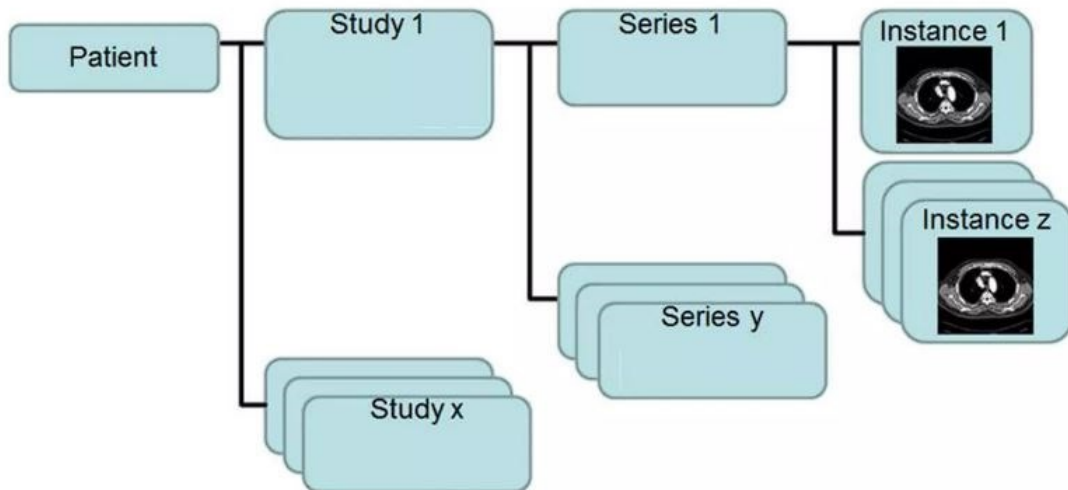 Patient
Study 1
Series 1
Instance 1
Instance z
Series y
Study x